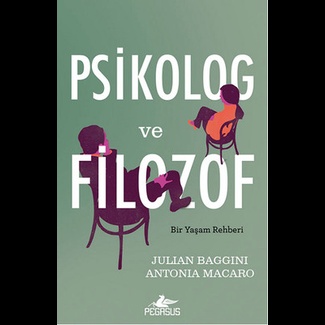 PSİKOLOG
ve
FİLOZOF
Bir Yaşam Rehberi
JULIAN BAGGINI
ANTONIA MACARO
PEGASUS